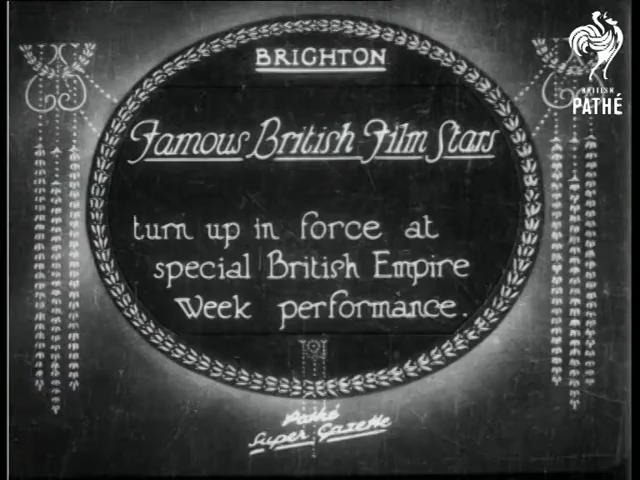 BRIGHTON
Famous British Film Stars
turn up in force at
special British Empire
Week performance.
Pathé
Super Gazette
BRITISH
PATHÉ